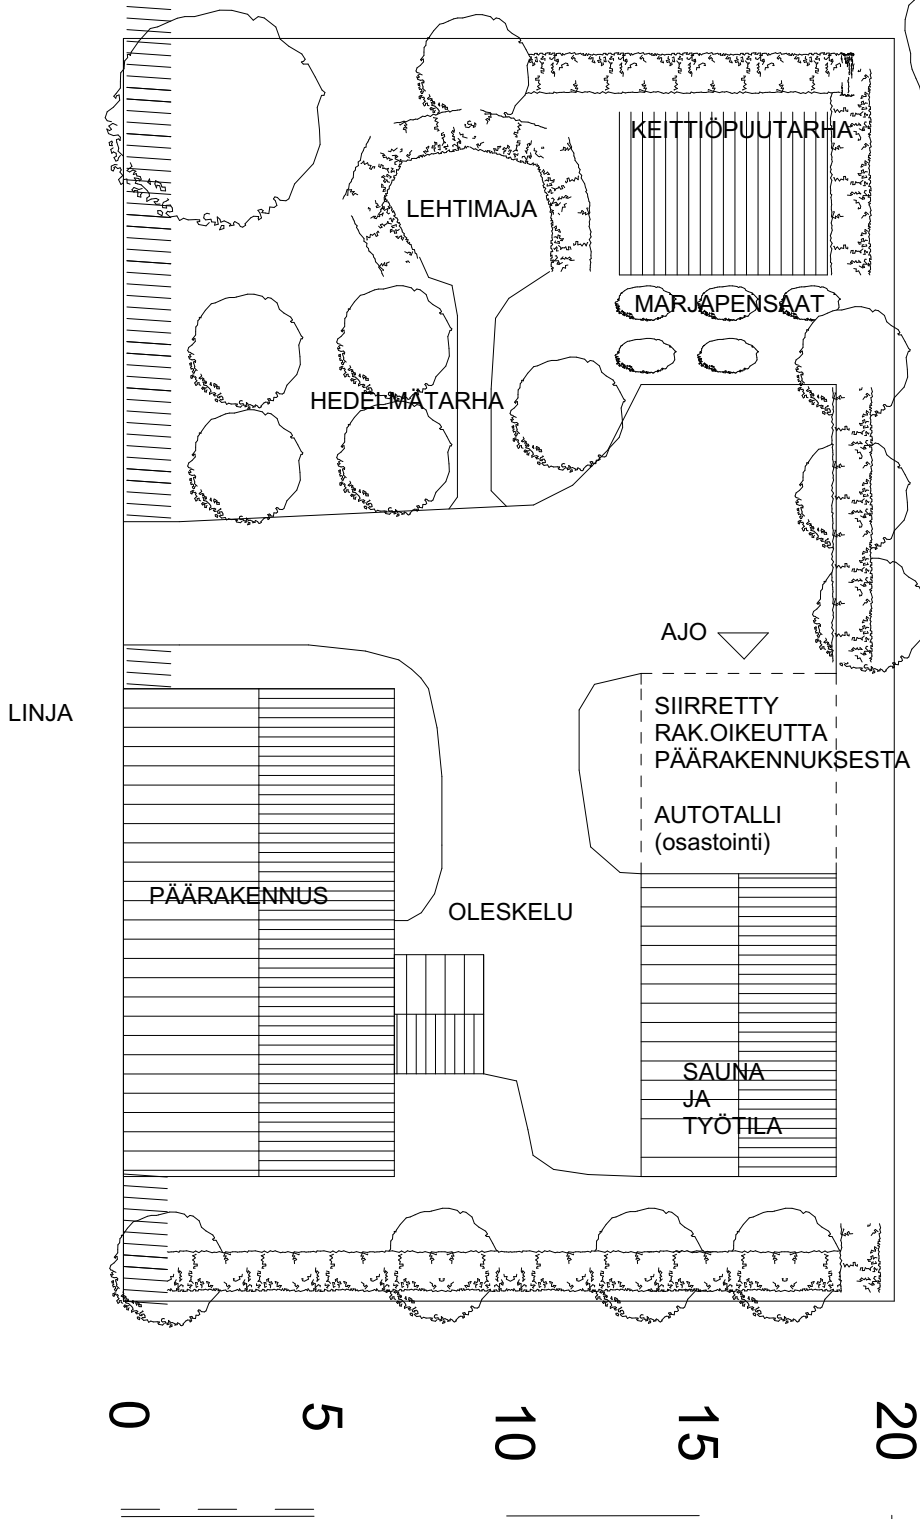 KEITTIÖPUUTARHA
LEHTIMAJA
MARJAPENSAAT
HEDELMÄTARHA
AJO
LINJA
SIIRRETTY
RAK.OIKEUTTA
PÄÄRAKENNUKSESTA
AUTOTALLI
(osastointi)
PÄÄRAKENNUS
OLESKELU
SAUNA
JA
TYÖTILA
0 5 10 15 20